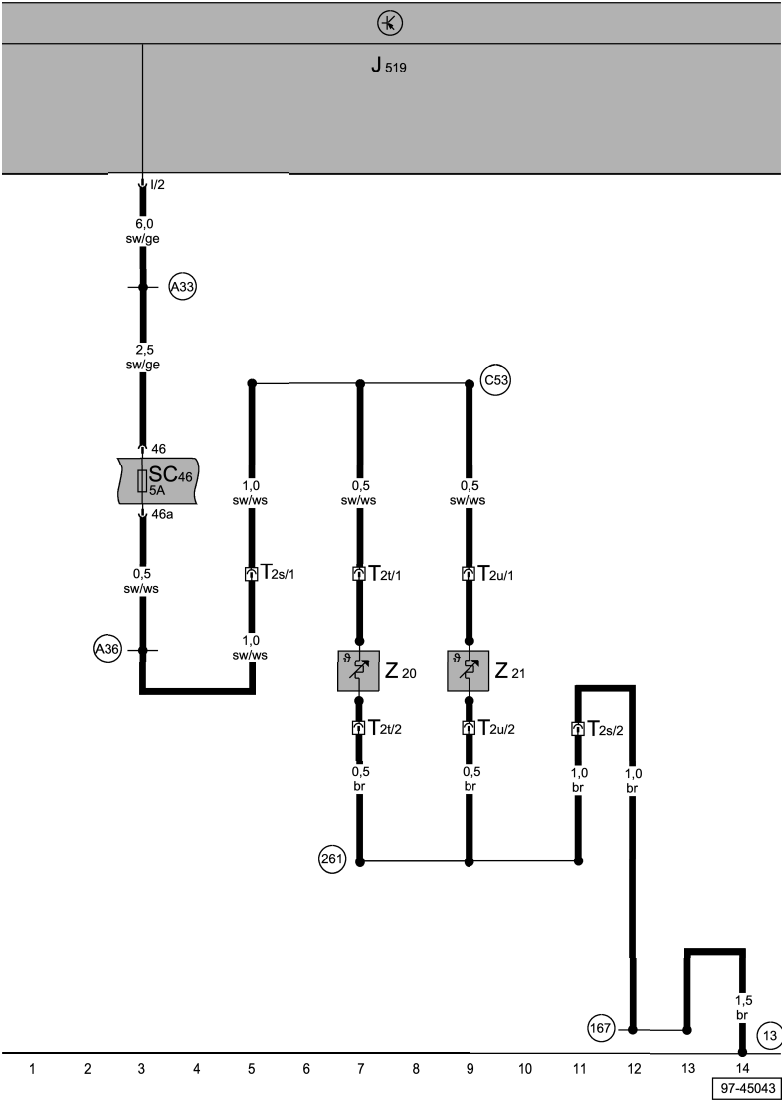 J 519
I/2
6,0
sw/ge
A33
2,5
sw/ge
C53
46
SC46
5A
46a
1,0
sw/ws
0,5
sw/ws
0,5
sw/ws
0,5
sw/ws
T2s/1
T2t/1
T2u/1
A36
1,0
sw/ws
ϑ
Z 20
ϑ
Z 21
T2t/2
T2u/2
T2s/2
0,5
br
0,5
br
1,0
br
1,0
br
261
1,5
br
167
13
1 2 3 4 5 6 7 8 9 10 11 12 13 14
97-45043